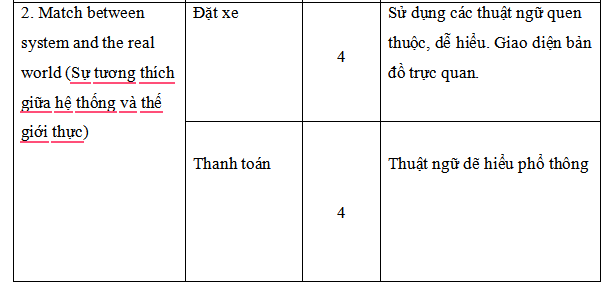 2. Match between
system and the real
world (Sự tương thích
giữa hệ thống và thế
giới thực)
Đặt xe
4
Sử dụng các thuật ngữ quen
thuộc, dễ hiểu. Giao diện bản
đồ trực quan.
Thanh toán
4
Thuật ngữ dẽ hiểu phổ thông